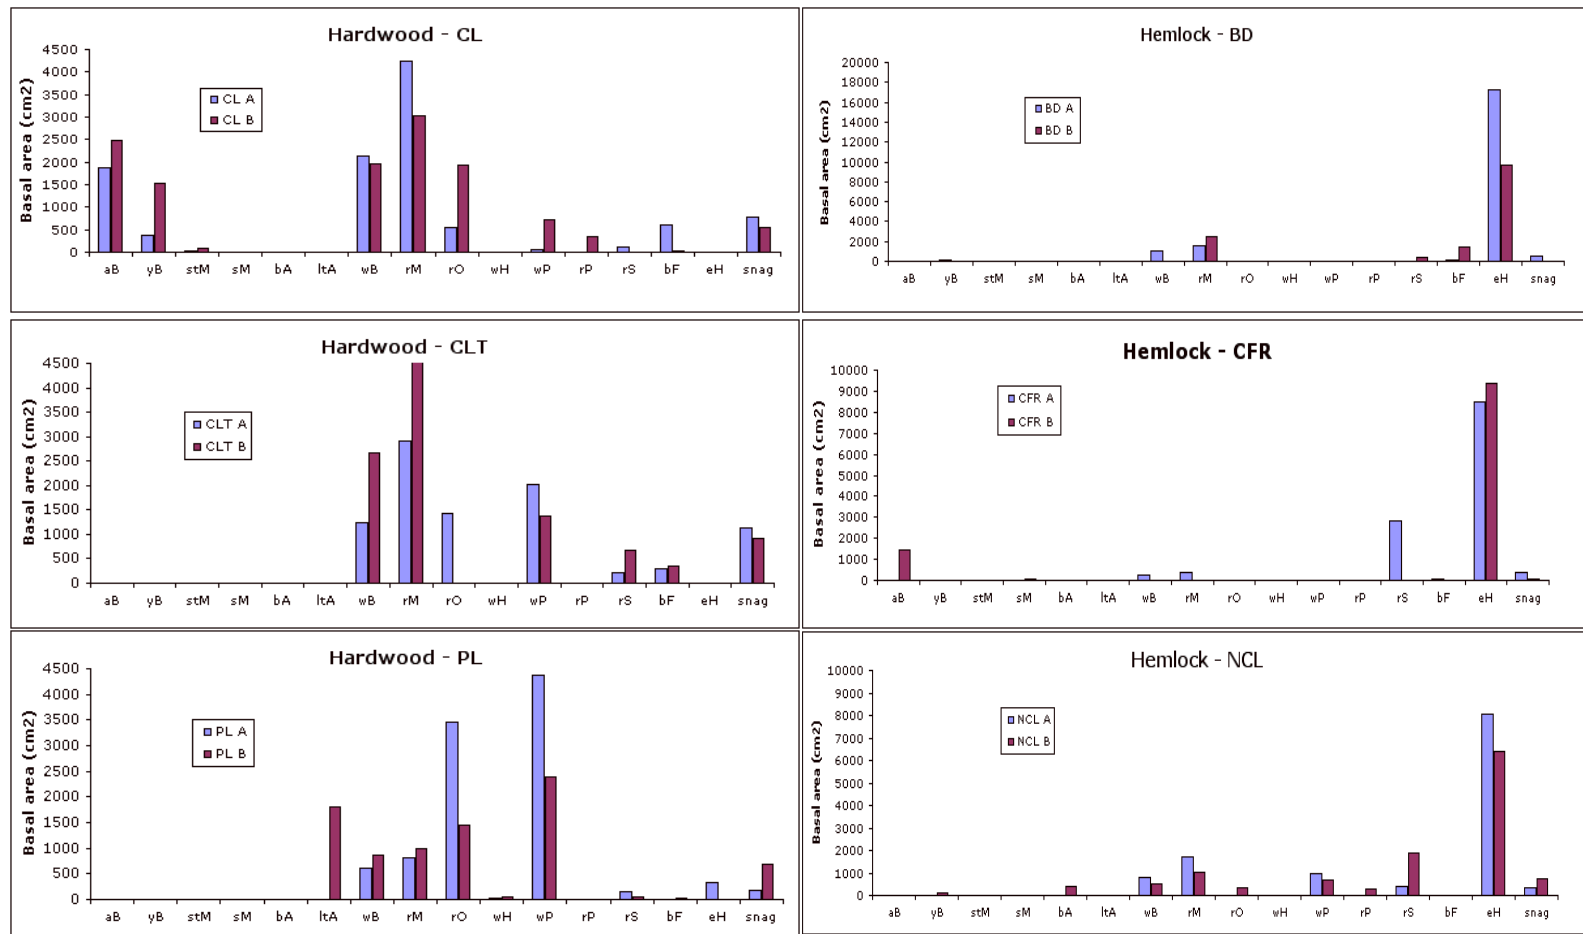 Hardwood - CL
Basal area (cm2)
4500
4000
3500
3000
2500
2000
1500
1000
500
0
CL A
CL B
aB yB stM sM bA ltA wB rM rO wH wP rP rS bF eH snag
Hemlock - BD
Basal area (cm2)
20000
18000
16000
14000
12000
10000
8000
6000
4000
2000
0
BD A
BD B
aB yB stM sM bA ltA wB rM rO wH wP rP rS bF eH snag
Hardwood - CLT
Basal area (cm2)
4500
4000
3500
3000
2500
2000
1500
1000
500
0
CLT A
CLT B
aB yB stM sM bA ltA wB rM rO wH wP rP rS bF eH snag
Hemlock - CFR
Basal area (cm2)
10000
9000
8000
7000
6000
5000
4000
3000
2000
1000
0
CFR A
CFR B
aB yB stM sM bA ltA wB rM rO wH wP rP rS bF eH snag
Hardwood - PL
Basal area (cm2)
4500
4000
3500
3000
2500
2000
1500
1000
500
0
PL A
PL B
aB yB stM sM bA ltA wB rM rO wH wP rP rS bF eH snag
Hemlock - NCL
Basal area (cm2)
10000
9000
8000
7000
6000
5000
4000
3000
2000
1000
0
NCL A
NCL B
aB yB stM sM bA ltA wB rM rO wH wP rP rS bF eH snag